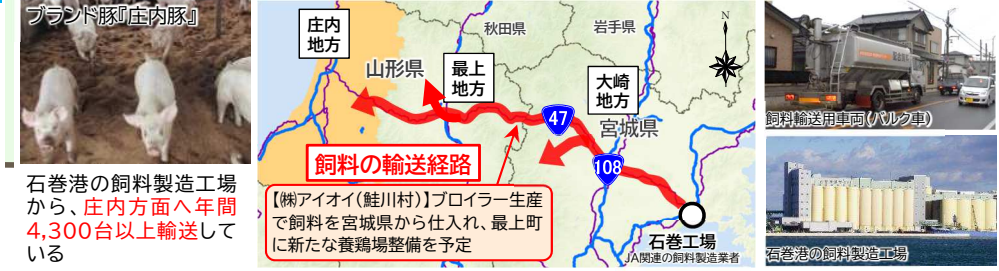 ブランド豚『庄内豚』
石巻港の飼料製造工場
から、庄内方面へ年間
4,300台以上輸送して
いる
庄内
地方
秋田県
岩手県
N
山形県
最上
地方
大崎
地方
宮城県
47
108
飼料の輸送経路
【㈱アイオイ(鮭川村)】ブロイラー生産
で飼料を宮城県から仕入れ、最上町
に新たな養鶏場整備を予定
石巻工場
JA関連の飼料製造業者
飼料輸送用車両(バルク車)
石巻港の飼料製造工場